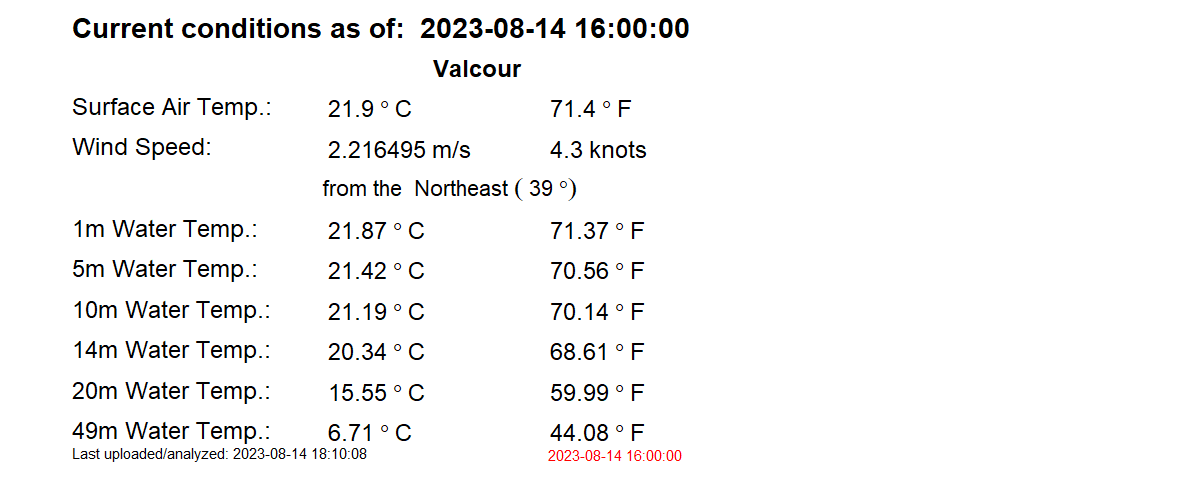 Current conditions as of: 2023-08-14 16:00:00
Valcour
Surface Air Temp.: 21.9 ° C 71.4 ° F
Wind Speed: 2.216495 m/s 4.3 knots
from the Northeast ( 39 °)
1m Water Temp.: 21.87 ° C 71.37 ° F
5m Water Temp.: 21.42 ° C 70.56 ° F
10m Water Temp.: 21.19 ° C 70.14 ° F
14m Water Temp.: 20.34 ° C 68.61 ° F
20m Water Temp.: 15.55 ° C 59.99 ° F
49m Water Temp.: 6.71 ° C 44.08 ° F
Last uploaded/analyzed: 2023-08-14 18:10:08 2023-08-14 16:00:00